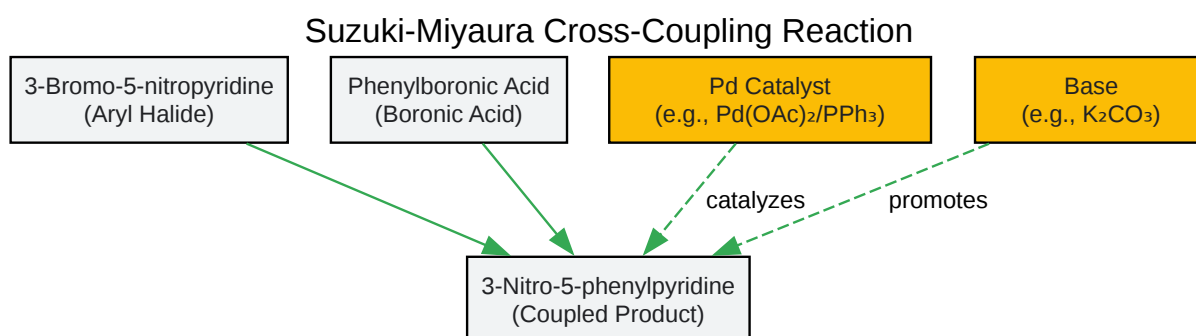 Suzuki-Miyaura Cross-Coupling Reaction
3-Bromo-5-nitropyridine
(Aryl Halide)
Phenylboronic Acid
(Boronic Acid)
Pd Catalyst
(e.g., Pd(OAc)₂/PPh₃)
Base
(e.g., K₂CO₃)
catalyzes
promotes
3-Nitro-5-phenylpyridine
(Coupled Product)